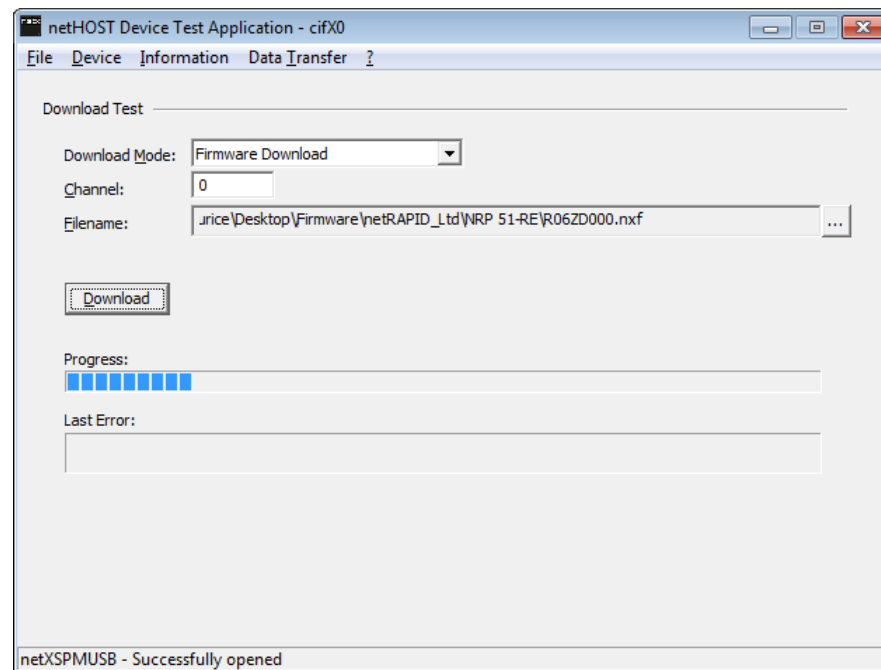 netHOST Device Test Application - cifX0
File Device Information Data Transfer ?
Download Test
Download Mode: Firmware Download
Channel: 0
Filename: urice\Desktop\Firmware\netRAPID_Ltd\NRP 51-RE\R06ZD000.nxf ...
Download
Progress:
Last Error:
netXSPMUSB - Successfully opened